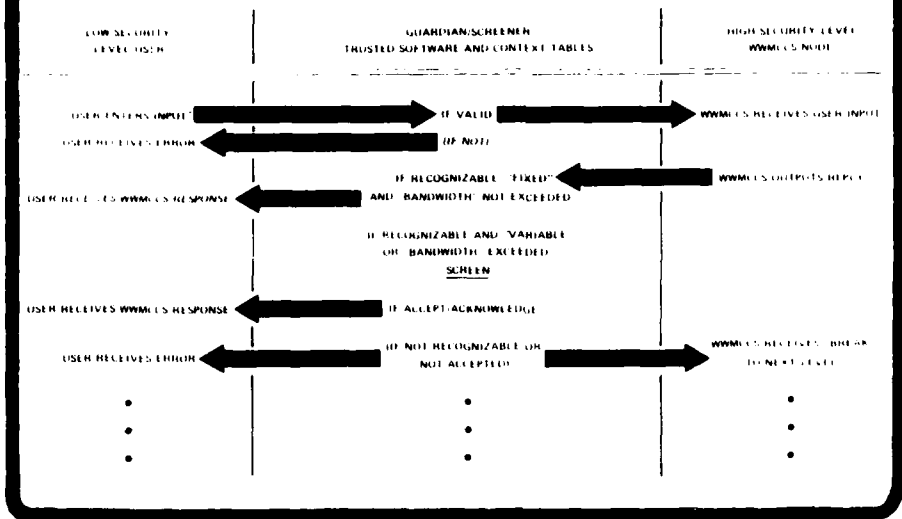 LOW SECURITY
LEVEL USER
GUARDIAN/SCREENER
TRUSTED SOFTWARE AND CONTEXT TABLES
HIGH SECURITY LEVEL
WWMCCS NODE
USER ENTERS INPUT
IF VALID
WWMCCS RECEIVES USER INPUT
USER RECEIVES ERROR
(IF NOT)
IF RECOGNIZABLE "FIXED"
AND "BANDWIDTH" NOT EXCEEDED
WWMCCS OUTPUTS REPLY
USER RECEIVES WWMCCS RESPONSE
IF RECOGNIZABLE AND "VARIABLE
OR "BANDWIDTH" EXCEEDED
SCREEN
USER RECEIVES WWMCCS RESPONSE
IF ACCEPT/ACKNOWLEDGE
USER RECEIVES ERROR
(IF NOT RECOGNIZABLE OR
NOT ACCEPTED)
WWMCCS RECEIVES "BREAK
TO NEXT LEVEL